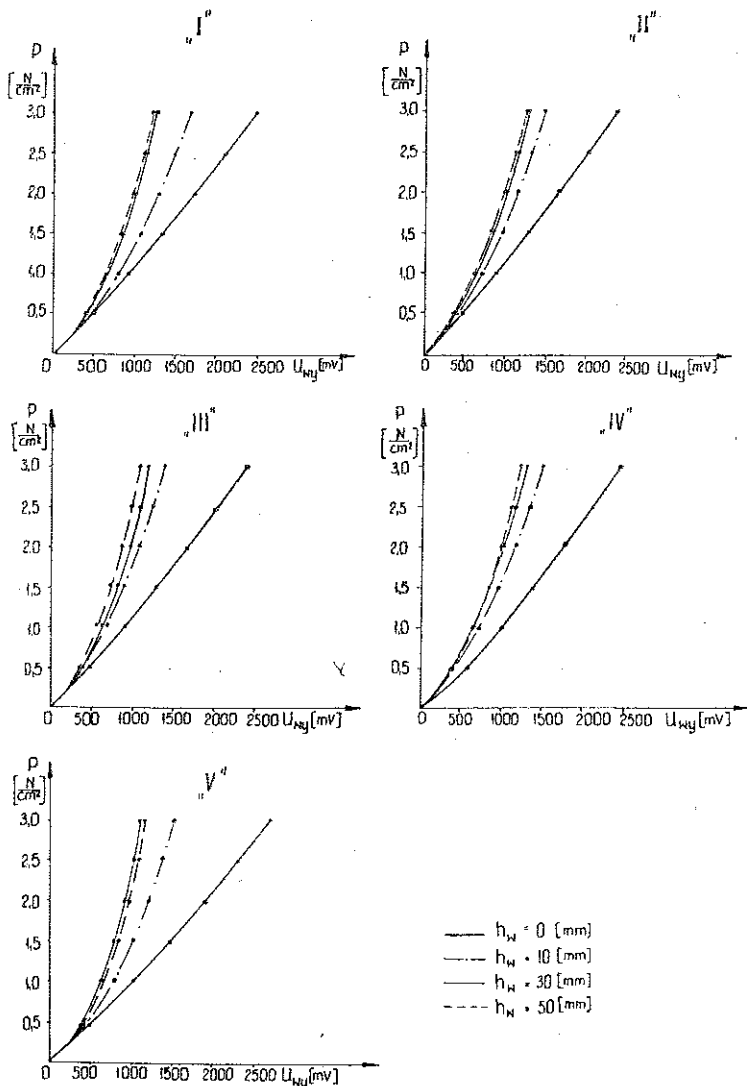 „I"
p
[N/cm²]
3,0
2,5
2,0
1,5
1,0
0,5
0 500 1000 1500 2000 2500 U_Wy [mV]
„II"
p
[N/cm²]
3,0
2,5
2,0
1,5
1,0
0,5
0 500 1000 1500 2000 2500 U_Wy [mV]
„III"
p
[N/cm²]
3,0
2,5
2,0
1,5
1,0
0,5
0 500 1000 1500 2000 2500 U_Wy [mV]
„IV"
p
[N/cm²]
3,0
2,5
2,0
1,5
1,0
0,5
0 500 1000 1500 2000 2500 U_Wy [mV]
„V"
p
[N/cm²]
3,0
2,5
2,0
1,5
1,0
0,5
0 500 1000 1500 2000 2500 U_Wy [mV]
h_W = 0 [mm]
h_W = 10 [mm]
h_W = 30 [mm]
h_W = 50 [mm]